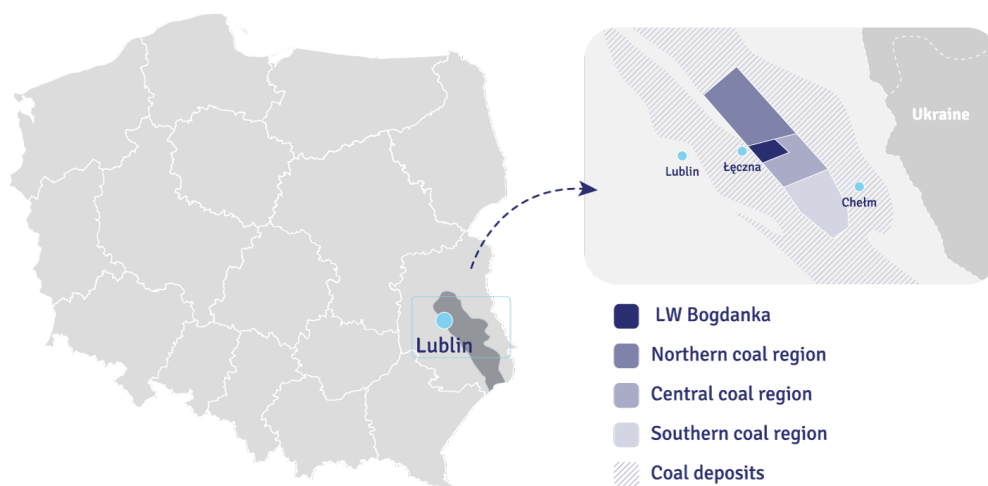 Lublin
Ukraine
Lublin
Łęczna
Chełm
LW Bogdanka
Northern coal region
Central coal region
Southern coal region
Coal deposits